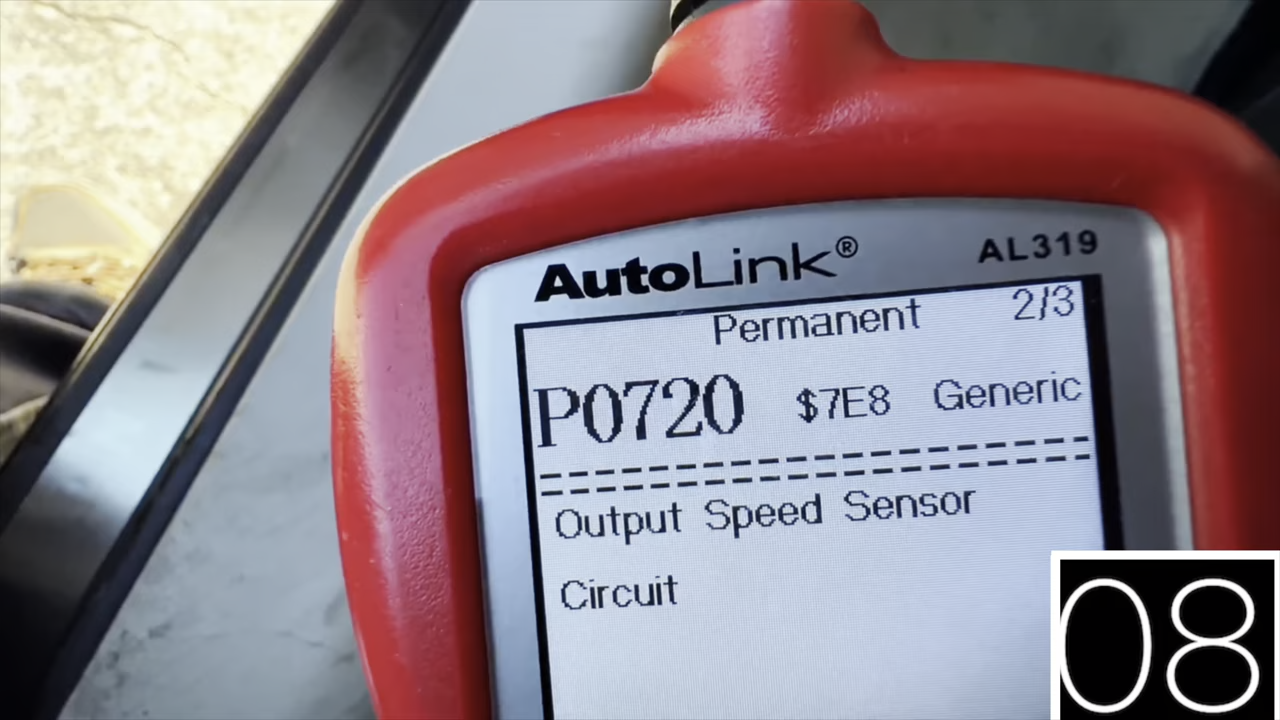 AutoLink® AL319
Permanent 2/3
P0720 $7E8 Generic
==================
Output Speed Sensor
Circuit
08